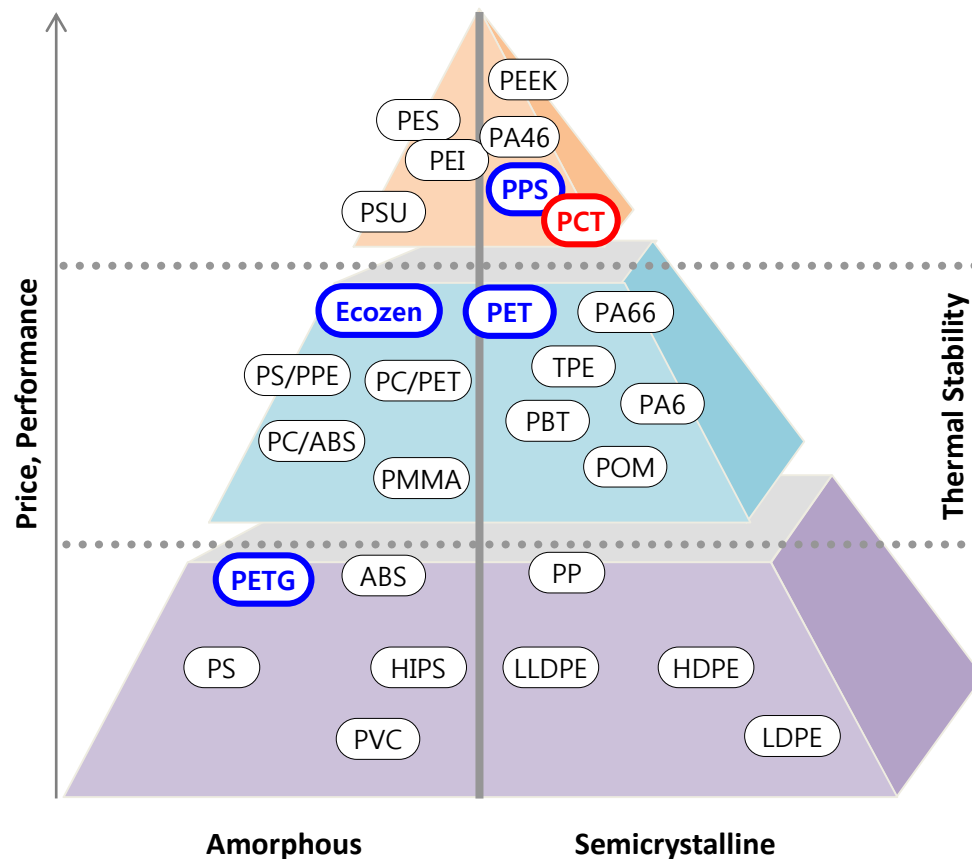 PEEK
PES
PA46
PEI
PPS
PSU
PCT
Ecozen
PET
PA66
PS/PPE
PC/PET
TPE
PA6
PBT
PC/ABS
POM
PMMA
PETG
ABS
PP
PS
HIPS
LLDPE
HDPE
PVC
LDPE
Price, Performance
Thermal Stability
Amorphous
Semicrystalline